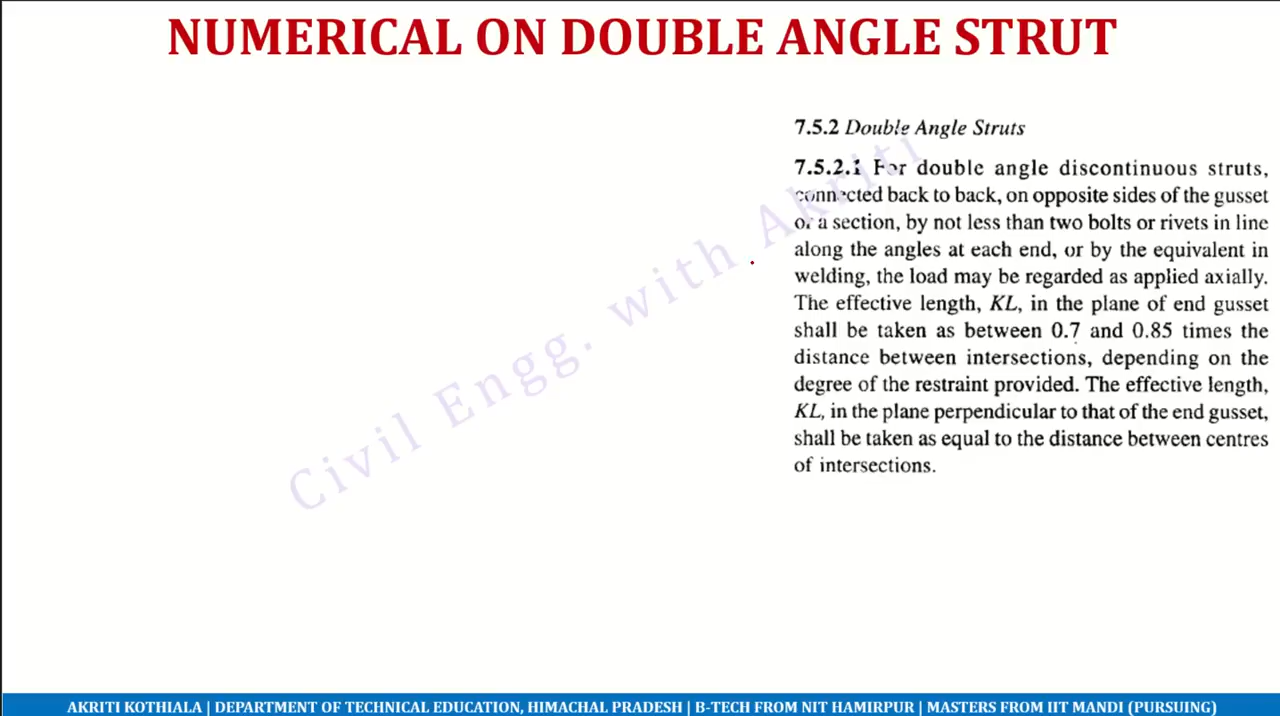 NUMERICAL ON DOUBLE ANGLE STRUT
7.5.2 Double Angle Struts
7.5.2.1 For double angle discontinuous struts,
connected back to back, on opposite sides of the gusset
or a section, by not less than two bolts or rivets in line
along the angles at each end, or by the equivalent in
welding, the load may be regarded as applied axially.
The effective length, KL, in the plane of end gusset
shall be taken as between 0.7 and 0.85 times the
distance between intersections, depending on the
degree of the restraint provided. The effective length,
KL, in the plane perpendicular to that of the end gusset,
shall be taken as equal to the distance between centres
of intersections.
Civil Engg. with Akriti
AKRITI KOTHIALA | DEPARTMENT OF TECHNICAL EDUCATION, HIMACHAL PRADESH | B-TECH FROM NIT HAMIRPUR | MASTERS FROM IIT MANDI (PURSUING)